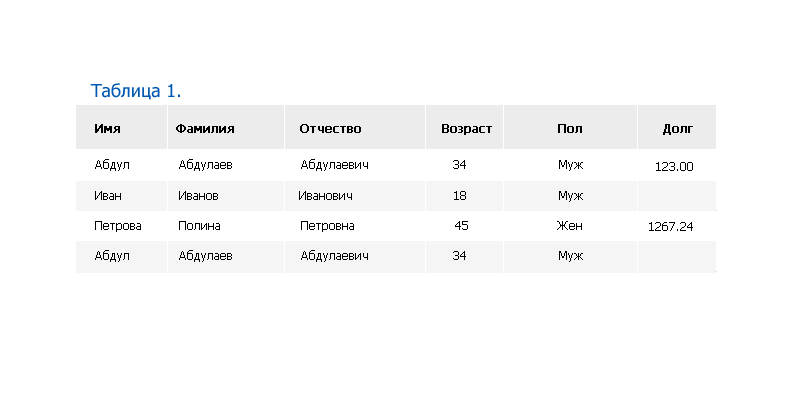 Таблица 1.
Имя Фамилия Отчество Возраст Пол Долг
Абдул Абдулаев Абдулаевич 34 Муж 123.00
Иван Иванов Иванович 18 Муж
Петрова Полина Петровна 45 Жен 1267.24
Абдул Абдулаев Абдулаевич 34 Муж